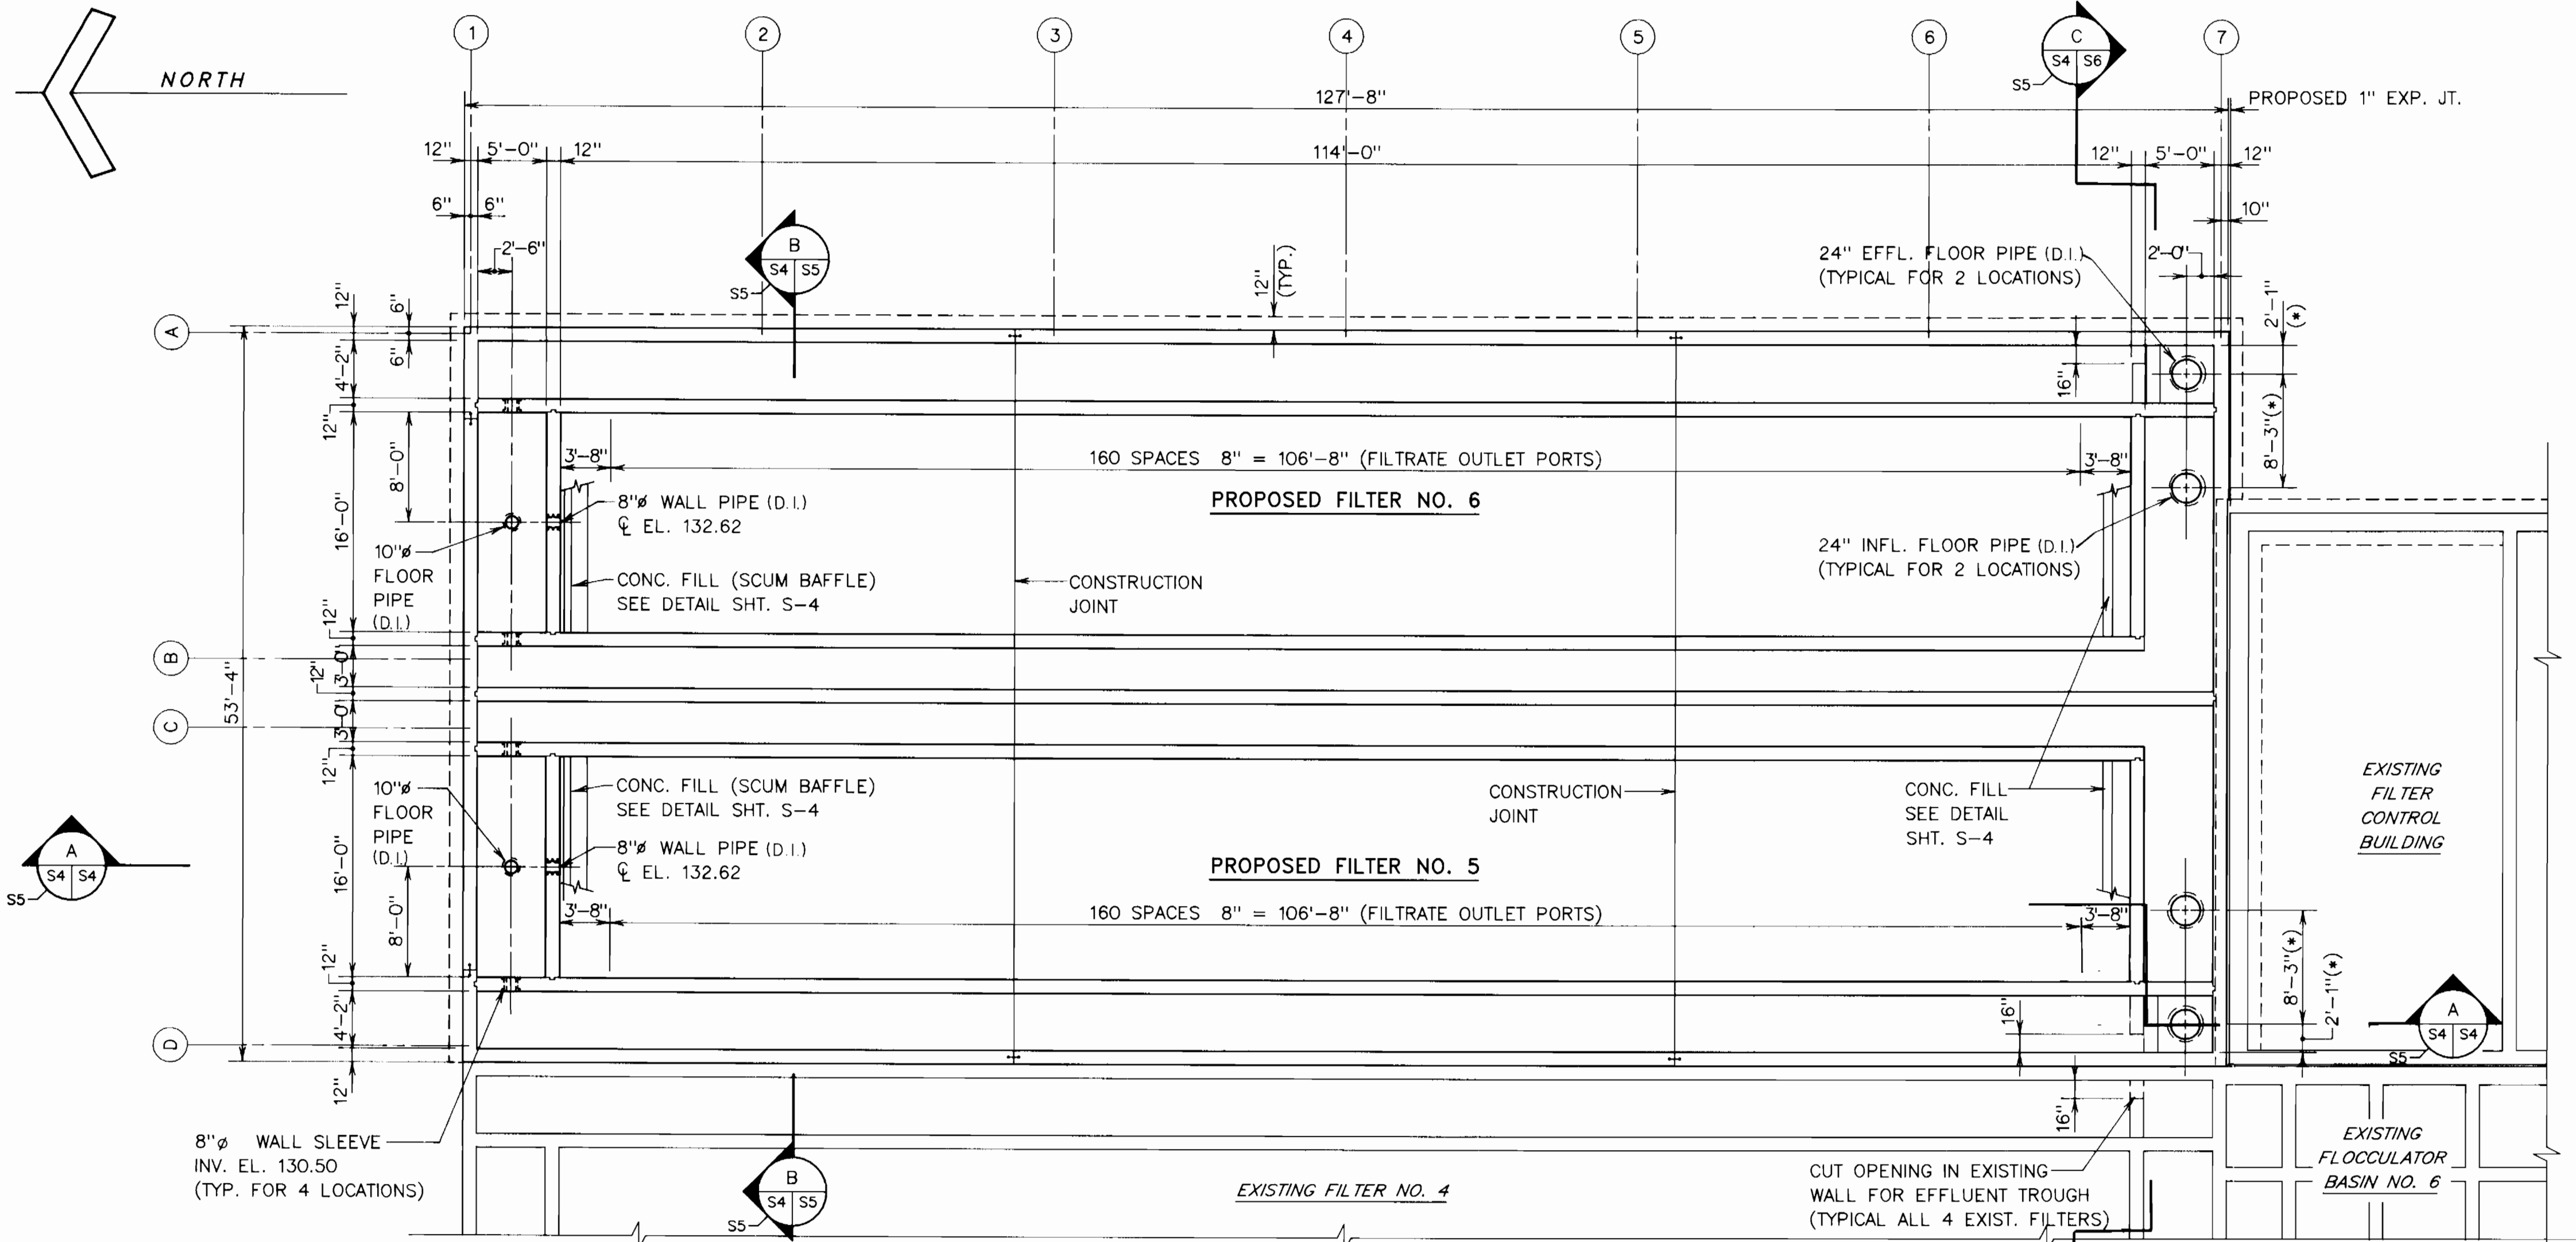 1
2
3
4
5
6
C
S4 S6
S5
7
NORTH
127'-8"
PROPOSED 1" EXP. JT.
12" 5'-0" 12"
114'-0"
12" 5'-0" 12"
6" 6"
10"
2'-6"
B
S4 S5
S5
12"
(TYP.)
24" EFFL. FLOOR PIPE (D.I.)
(TYPICAL FOR 2 LOCATIONS)
2'-0"
2'-1"
(*)
A
12"
6"
6"
4'-2"
16"
12"
8'-0"
16'-0"
8'-3"(*)
3'-8"
160 SPACES 8" = 106'-8" (FILTRATE OUTLET PORTS)
3'-8"
8"ø WALL PIPE (D.I.)
℄ EL. 132.62
PROPOSED FILTER NO. 6
10"ø
FLOOR
PIPE
(D.I.)
CONC. FILL (SCUM BAFFLE)
SEE DETAIL SHT. S-4
CONSTRUCTION
JOINT
24" INFL. FLOOR PIPE (D.I.)
(TYPICAL FOR 2 LOCATIONS)
12"
B
3'-0"
12"
53'-4"
3'-0"
C
12"
10"ø
FLOOR
PIPE
(D.I.)
CONC. FILL (SCUM BAFFLE)
SEE DETAIL SHT. S-4
CONSTRUCTION
JOINT
CONC. FILL
SEE DETAIL
SHT. S-4
EXISTING
FILTER
CONTROL
BUILDING
A
S4 S4
S5
16'-0"
8'-0"
8"ø WALL PIPE (D.I.)
℄ EL. 132.62
PROPOSED FILTER NO. 5
3'-8"
160 SPACES 8" = 106'-8" (FILTRATE OUTLET PORTS)
3'-8"
12"
4'-2"
16"
8'-3"(*)
2'-1"(*)
A
S4 S4
S5
D
12"
16"
8"ø WALL SLEEVE
INV. EL. 130.50
(TYP. FOR 4 LOCATIONS)
B
S4 S5
S5
EXISTING FILTER NO. 4
CUT OPENING IN EXISTING
WALL FOR EFFLUENT TROUGH
(TYPICAL ALL 4 EXIST. FILTERS)
EXISTING
FLOCCULATOR
BASIN NO. 6